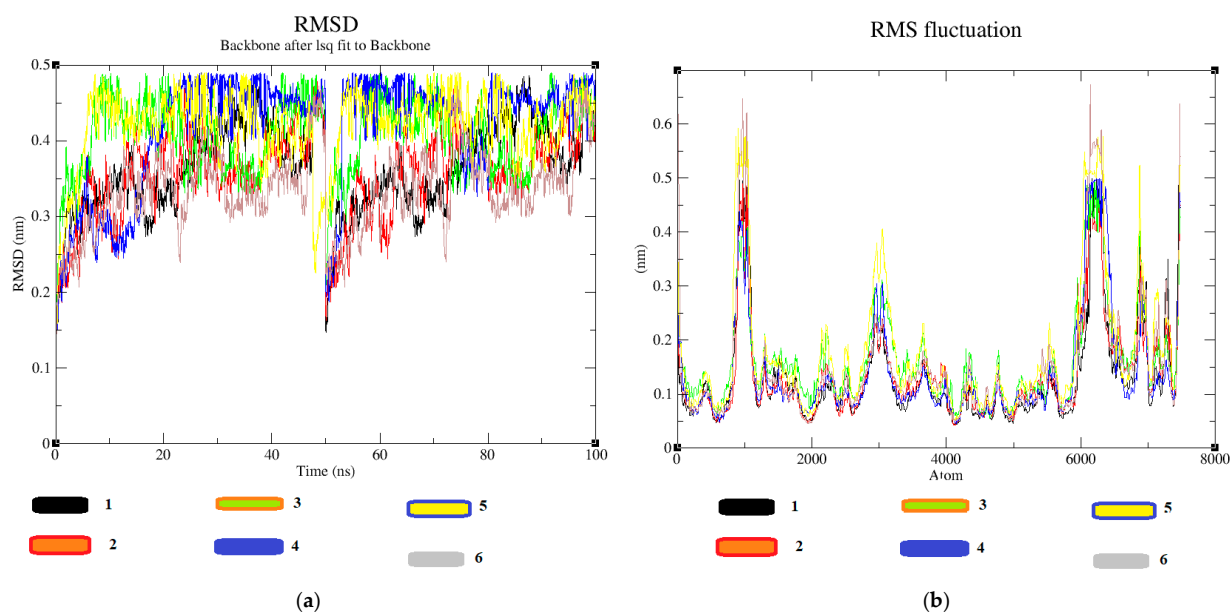 RMSD
Backbone after lsq fit to Backbone
0.5
0.4
0.3
0.2
0.1
0
RMSD (nm)
0 20 40 60 80 100
Time (ns)
1 3 5
2 4 6
(a)
RMS fluctuation
0.6
0.5
0.4
0.3
0.2
0.1
0
(nm)
0 2000 4000 6000 8000
Atom
1 3 5
2 4 6
(b)